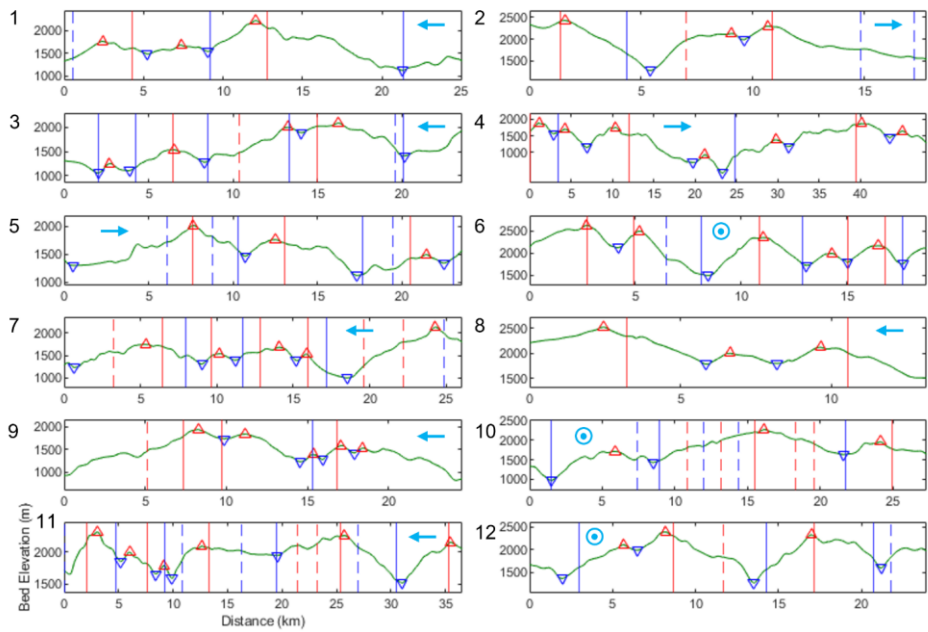 1 2000 1500 1000 0 5 10 15 20 25
2 2500 2000 1500 0 5 10 15
3 2000 1500 1000 0 5 10 15 20
4 2000 1500 1000 0 5 10 15 20 25 30 35 40
5 2000 1500 1000 0 5 10 15 20
6 2500 2000 1500 0 5 10 15
7 2000 1500 1000 0 5 10 15 20 25
8 2500 2000 1500 0 5 10
9 2000 1500 1000 0 5 10 15 20
10 2500 2000 1500 1000 0 5 10 15 20 25
11 2000 1500 0 5 10 15 20 25 30 35
12 2500 2000 1500 0 5 10 15 20
Bed Elevation (m)
Distance (km)